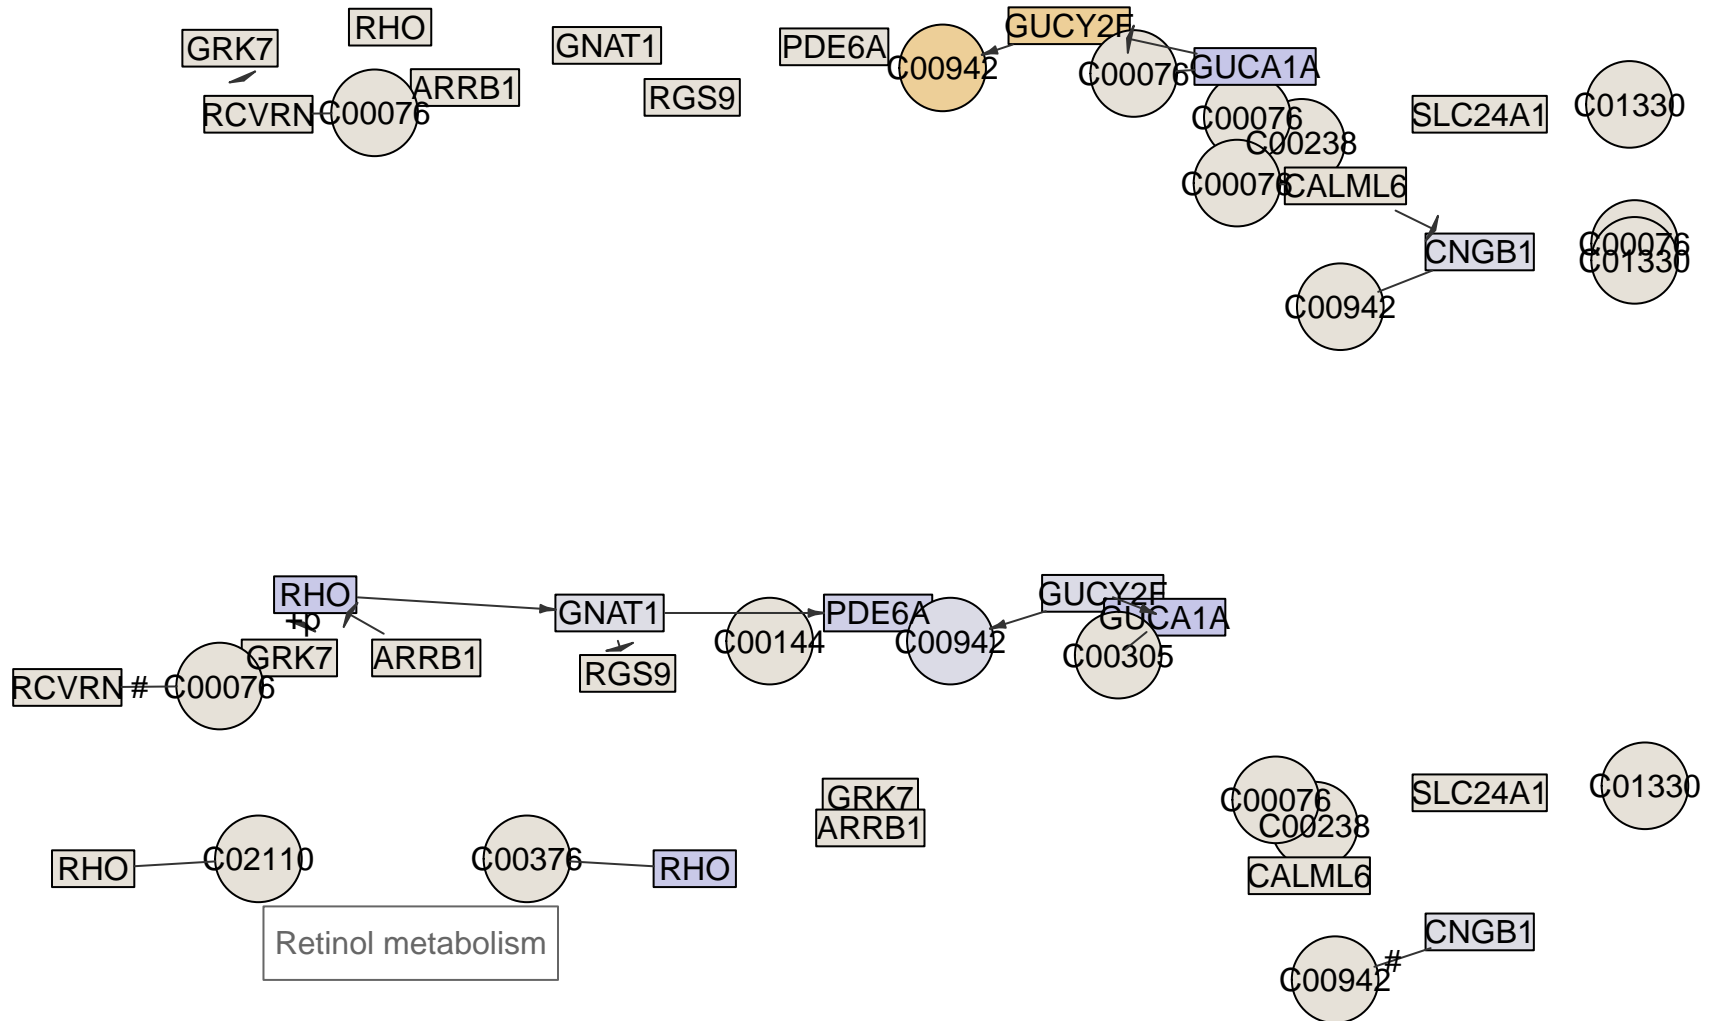 RHO
GRK7
GNAT1
PDE6A
C00942
GUCY2F
C00076
GUCA1A
ARRB1
RCVRN
C00076
RGS9
C00076
C00238
SLC24A1
C01330
C00076
CALML6
CNGB1
C00076
C01330
C00942
RHO
+p
GNAT1
PDE6A
GUCY2F
GUCA1A
GRK7
ARRB1
C00144
C00942
C00305
RGS9
RCVRN
#
C00076
GRK7
ARRB1
C00076
C00238
SLC24A1
C01330
RHO
C02110
C00376
RHO
CALML6
Retinol metabolism
CNGB1
#
C00942